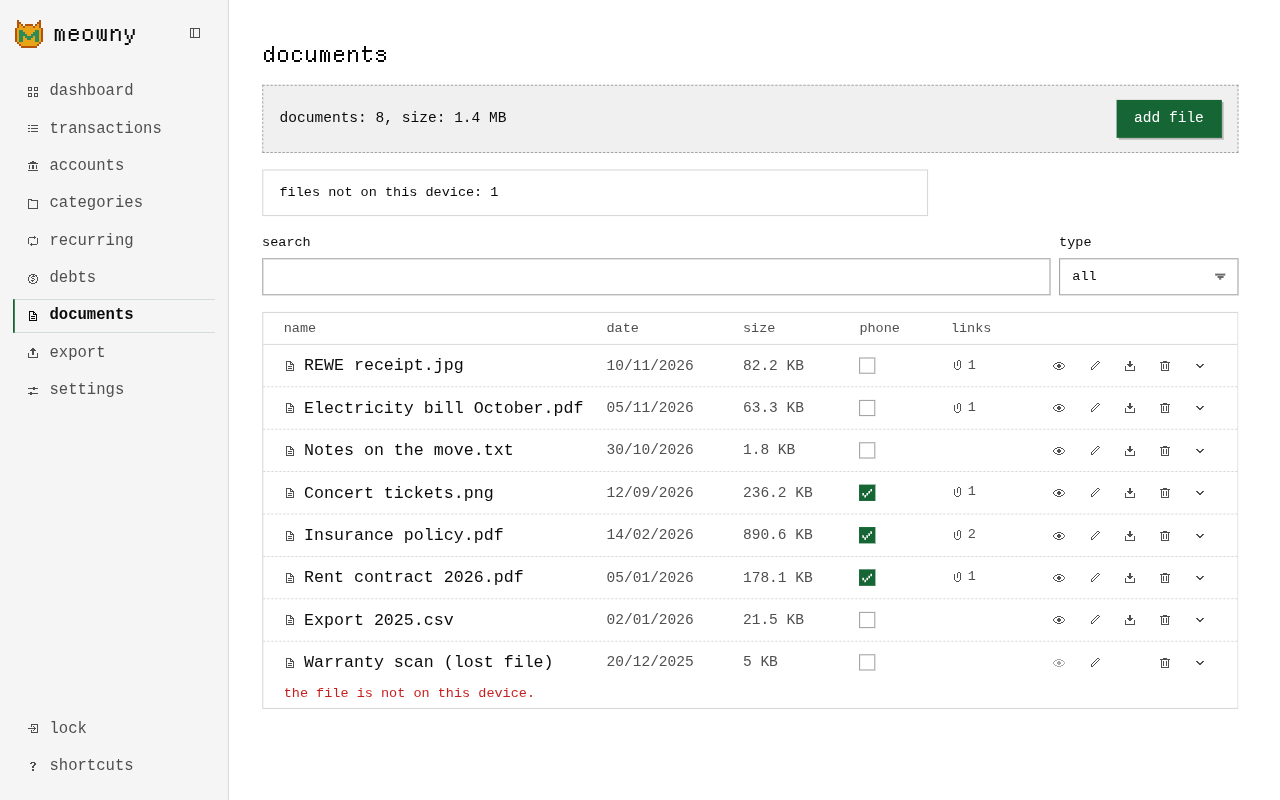 meowny
dashboard
transactions
accounts
categories
recurring
debts
documents
export
settings
lock
? shortcuts
documents
documents: 8, size: 1.4 MB
add file
files not on this device: 1
search
type
all
name date size phone links
REWE receipt.jpg 10/11/2026 82.2 KB 1
Electricity bill October.pdf 05/11/2026 63.3 KB 1
Notes on the move.txt 30/10/2026 1.8 KB
Concert tickets.png 12/09/2026 236.2 KB 1
Insurance policy.pdf 14/02/2026 890.6 KB 2
Rent contract 2026.pdf 05/01/2026 178.1 KB 1
Export 2025.csv 02/01/2026 21.5 KB
Warranty scan (lost file) 20/12/2025 5 KB
the file is not on this device.